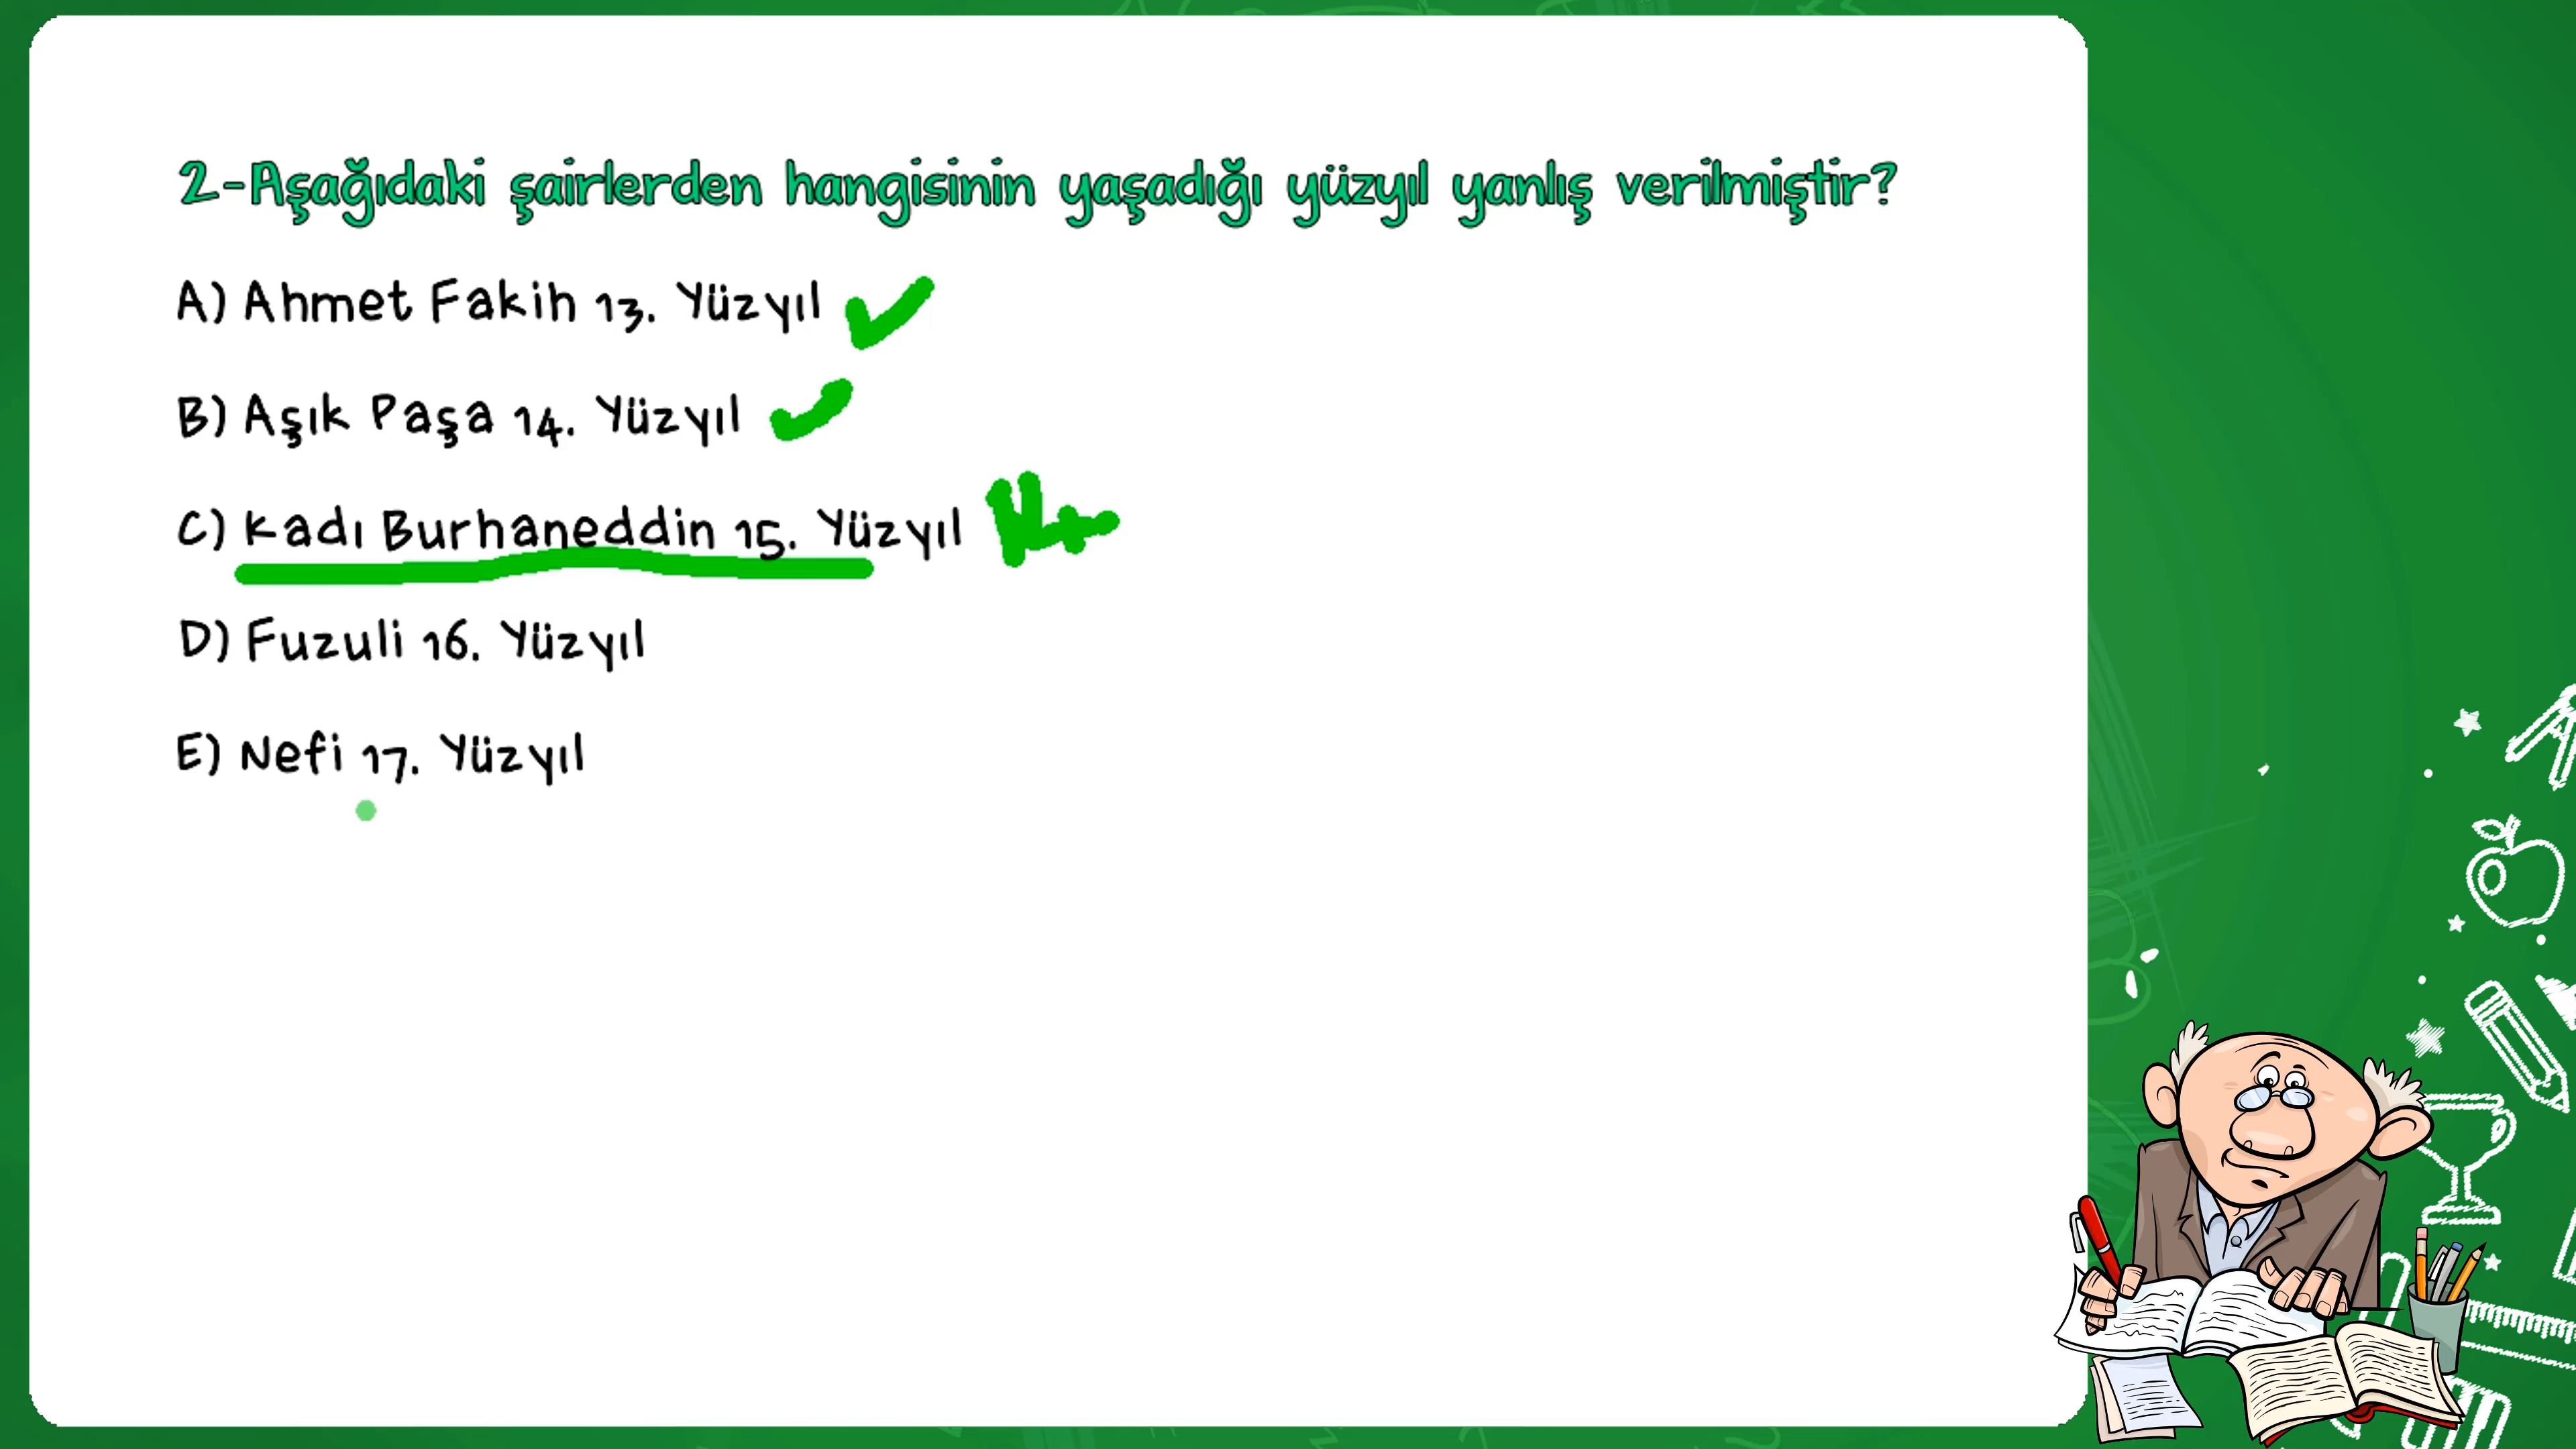 2-Aşağıdaki şairlerden hangisinin yaşadığı yüzyıl yanlış verilmiştir?
A) Ahmet Fakih 13. Yüzyıl
B) Aşık Paşa 14. Yüzyıl
C) Kadı Burhaneddin 15. Yüzyıl 14
D) Fuzuli 16. Yüzyıl
E) Nefi 17. Yüzyıl